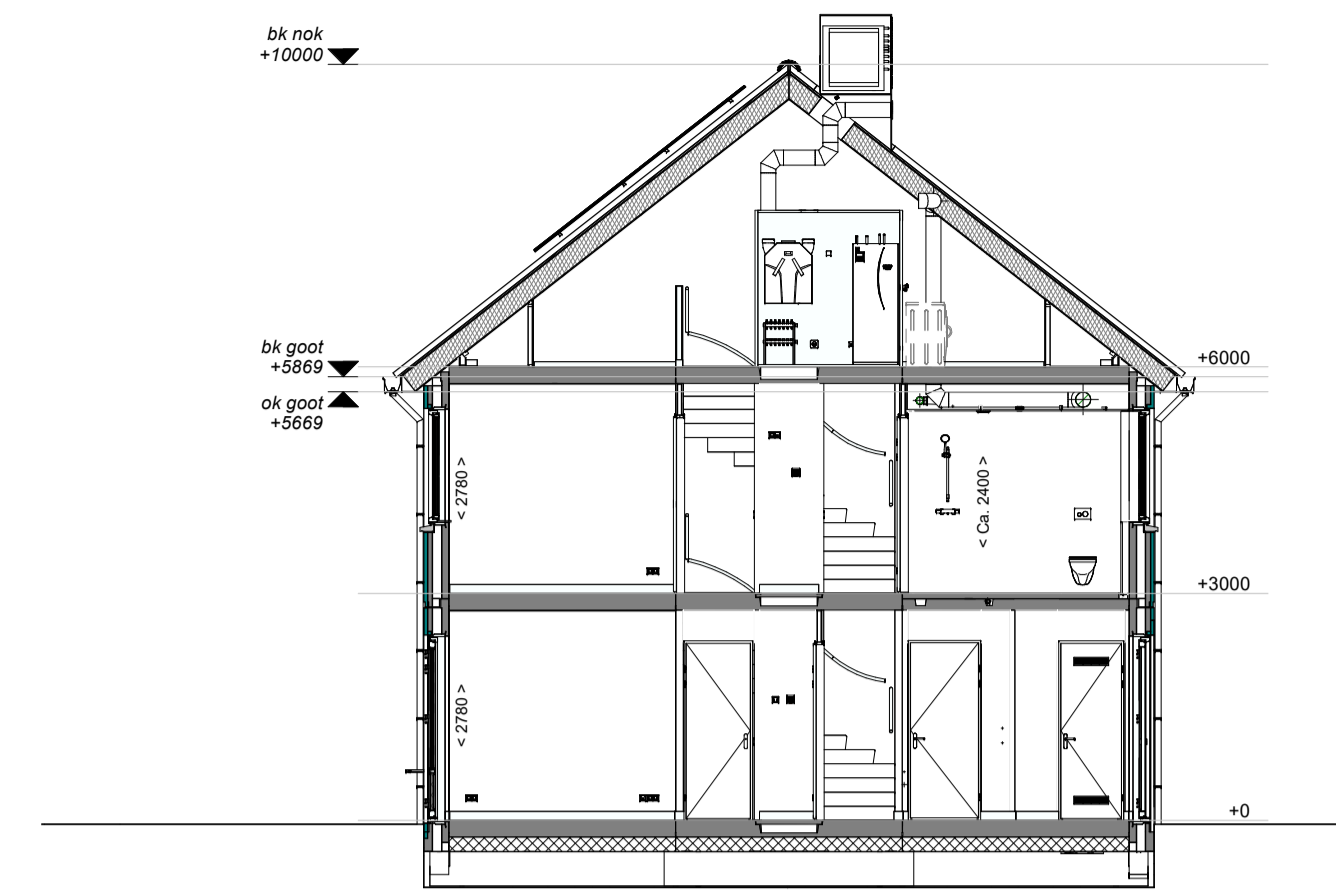 bk nok
+10000
bk goot
+5869
+6000
ok goot
+5669
< 2780 >
< Ca. 2400 >
+3000
< 2780 >
+0